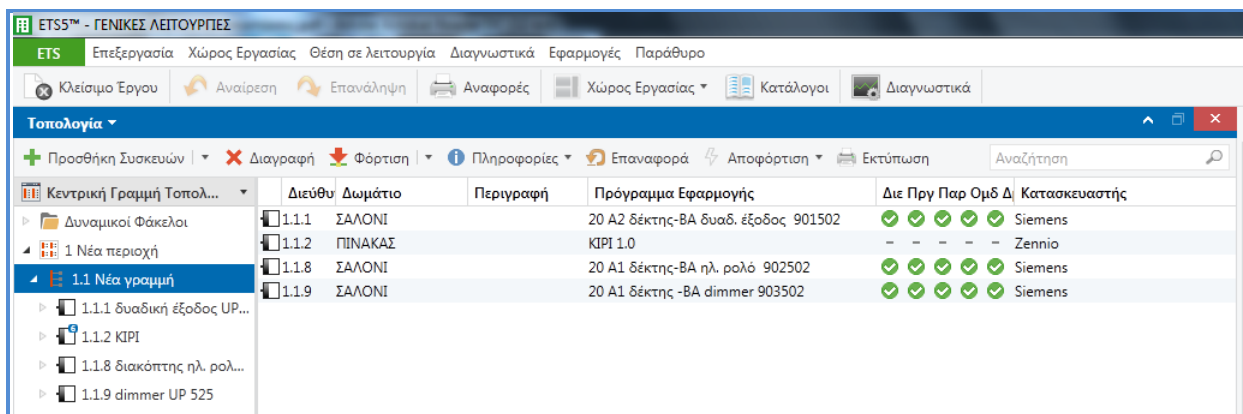 ETS5™ - ΓΕΝΙΚΕΣ ΛΕΙΤΟΥΡΓΙΕΣ
ETS Επεξεργασία Χώρος Εργασίας Θέση σε λειτουργία Διαγνωστικά Εφαρμογές Παράθυρο
Κλείσιμο Έργου Αναίρεση Επανάληψη Αναφορές Χώρος Εργασίας Κατάλογοι Διαγνωστικά
Τοπολογία
Προσθήκη Συσκευών Διαγραφή Φόρτιση Πληροφορίες Επαναφορά Αποφόρτιση Εκτύπωση Αναζήτηση
Κεντρική Γραμμή Τοπολ...
Δυναμικοί Φάκελοι
1 Νέα περιοχή
1.1 Νέα γραμμή
1.1.1 δυαδική έξοδος UP...
6
1.1.2 KIPI
1.1.8 διακόπτης ηλ. ρολ...
1.1.9 dimmer UP 525
Διεύθυ Δωμάτιο Περιγραφή Πρόγραμμα Εφαρμογής Διε Πργ Παρ Ομδ Δι Κατασκευαστής
1.1.1 ΣΑΛΟΝΙ 20 A2 δέκτης-BA δυαδ. έξοδος 901502 Siemens
1.1.2 ΠΙΝΑΚΑΣ KIPI 1.0 - - - - - Zennio
1.1.8 ΣΑΛΟΝΙ 20 A1 δέκτης-BA ηλ. ρολό 902502 Siemens
1.1.9 ΣΑΛΟΝΙ 20 A1 δέκτης -BA dimmer 903502 Siemens